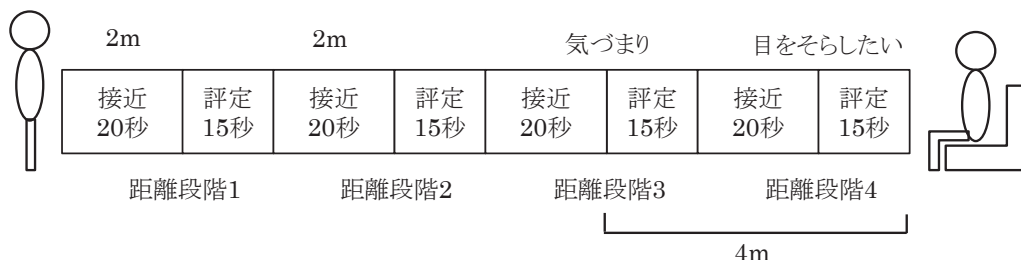 2m 2m 気づまり 目をそらしたい
接近 評定 接近 評定 接近 評定 接近 評定
20秒 15秒 20秒 15秒 20秒 15秒 20秒 15秒
距離段階1 距離段階2 距離段階3 距離段階4
4m